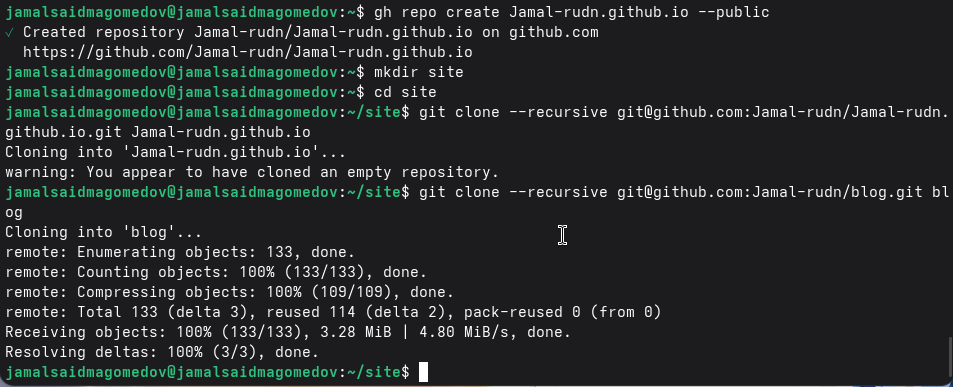 jamalsaidmagomedov@jamalsaidmagomedov:~$ gh repo create Jamal-rudn.github.io --public
✓ Created repository Jamal-rudn/Jamal-rudn.github.io on github.com
  https://github.com/Jamal-rudn/Jamal-rudn.github.io
jamalsaidmagomedov@jamalsaidmagomedov:~$ mkdir site
jamalsaidmagomedov@jamalsaidmagomedov:~$ cd site
jamalsaidmagomedov@jamalsaidmagomedov:~/site$ git clone --recursive git@github.com:Jamal-rudn/Jamal-rudn.
github.io.git Jamal-rudn.github.io
Cloning into 'Jamal-rudn.github.io'...
warning: You appear to have cloned an empty repository.
jamalsaidmagomedov@jamalsaidmagomedov:~/site$ git clone --recursive git@github.com:Jamal-rudn/blog.git bl
og
Cloning into 'blog'...
remote: Enumerating objects: 133, done.
remote: Counting objects: 100% (133/133), done.
remote: Compressing objects: 100% (109/109), done.
remote: Total 133 (delta 3), reused 114 (delta 2), pack-reused 0 (from 0)
Receiving objects: 100% (133/133), 3.28 MiB | 4.80 MiB/s, done.
Resolving deltas: 100% (3/3), done.
jamalsaidmagomedov@jamalsaidmagomedov:~/site$